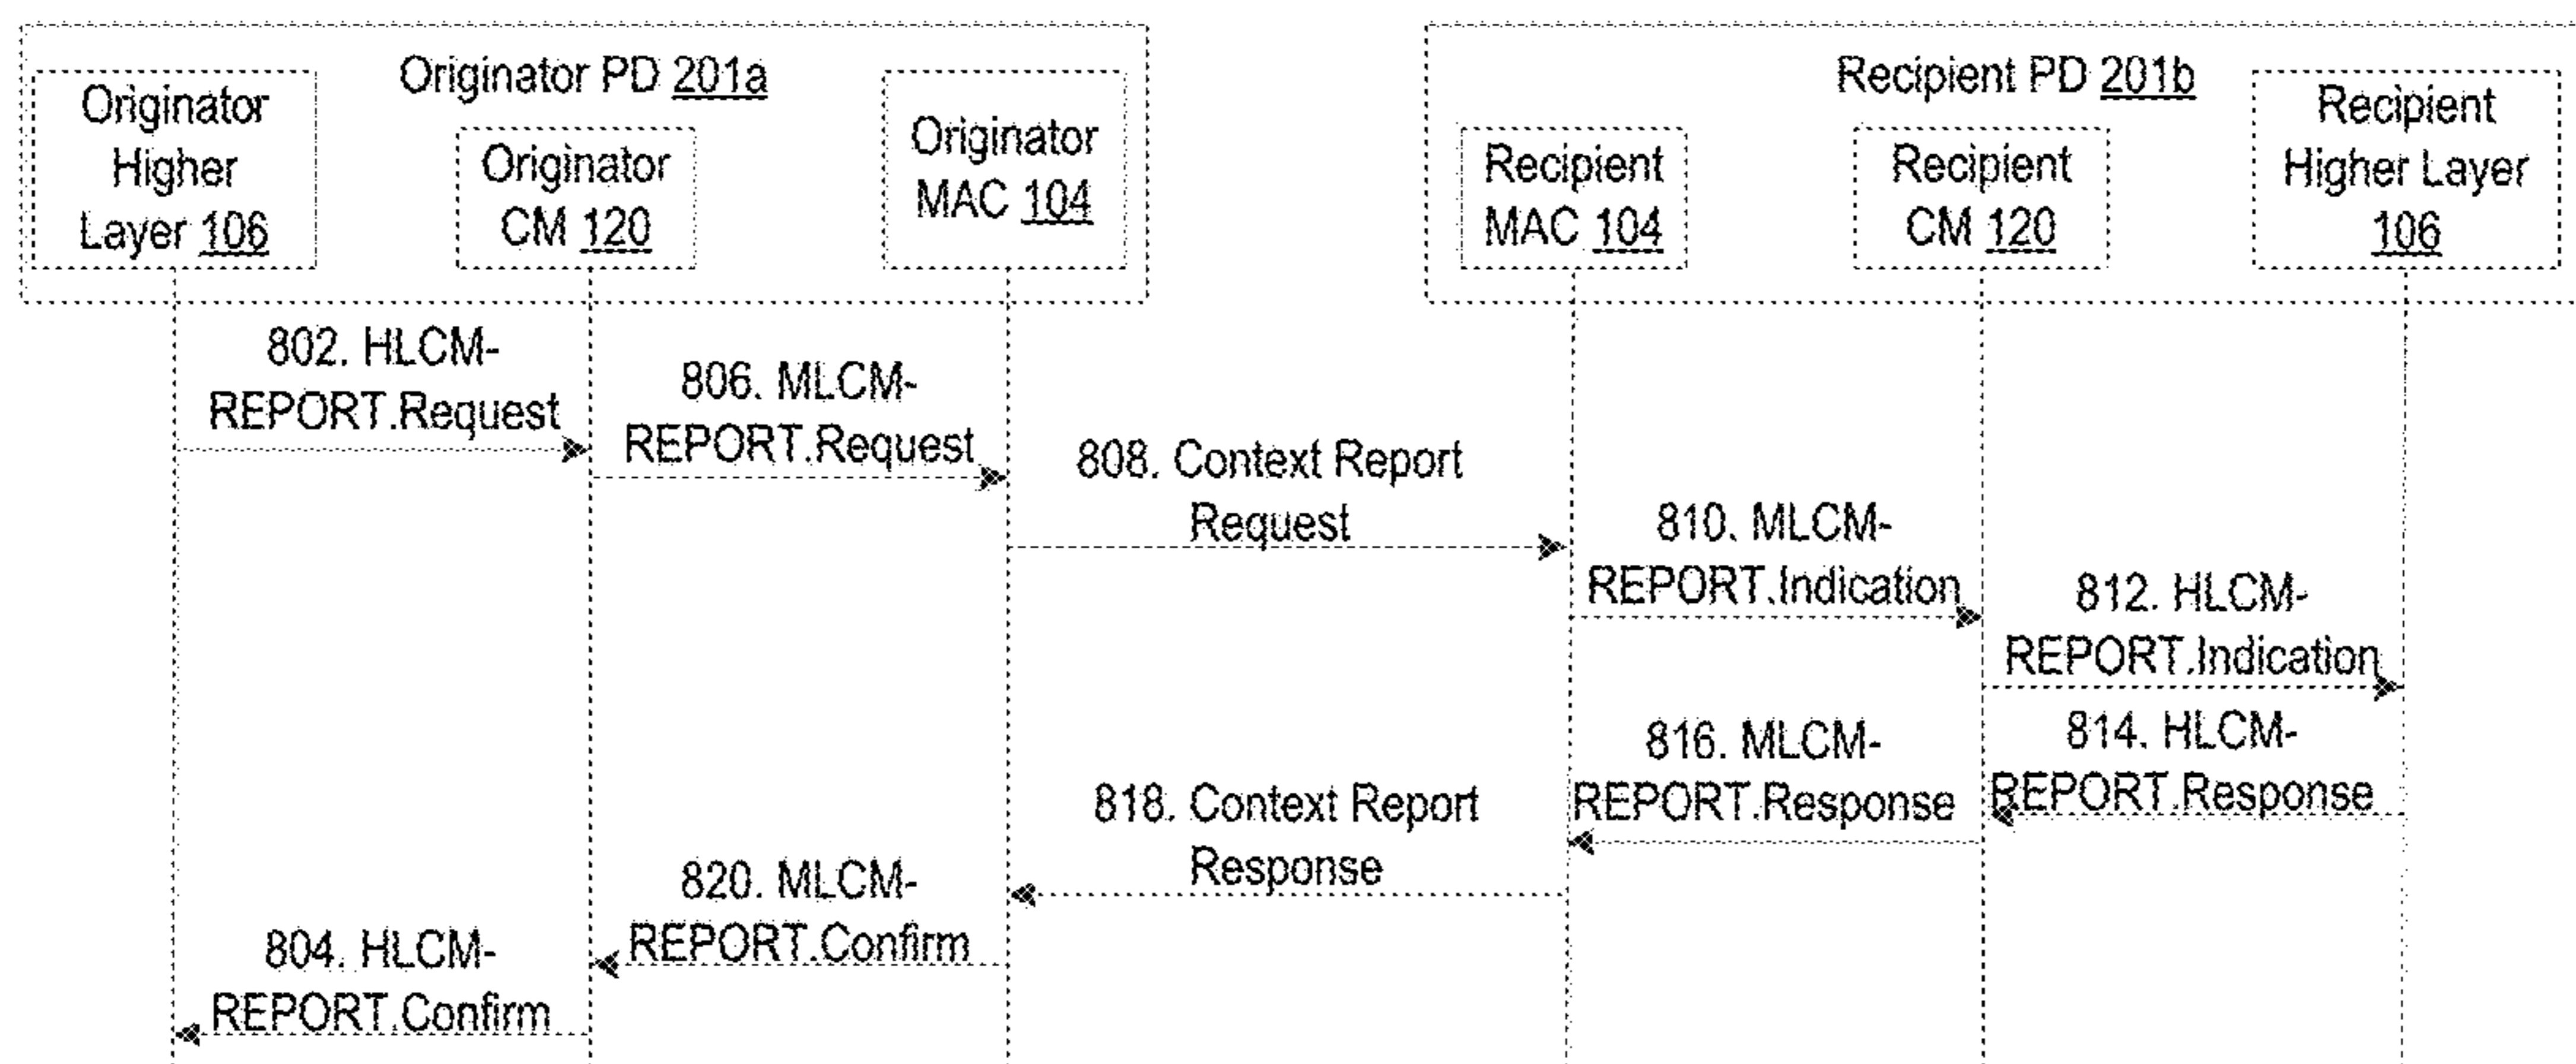 Originator PD 201a
Originator
Higher
Layer 106
Originator
CM 120
Originator
MAC 104
Recipient PD 201b
Recipient
MAC 104
Recipient
CM 120
Recipient
Higher Layer
106
802. HLCM-
REPORT.Request
806. MLCM-
REPORT.Request
808. Context Report
Request
810. MLCM-
REPORT.Indication
812. HLCM-
REPORT.Indication
814. HLCM-
REPORT.Response
816. MLCM-
REPORT.Response
818. Context Report
Response
820. MLCM-
REPORT.Confirm
804. HLCM-
REPORT.Confirm